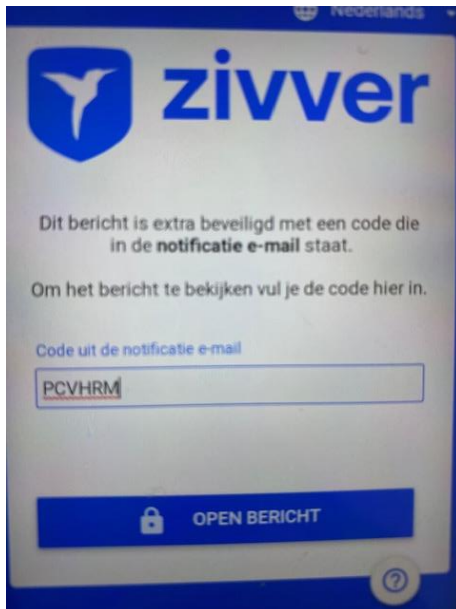 Nederlands
zivver
Dit bericht is extra beveiligd met een code die
in de notificatie e-mail staat.
Om het bericht te bekijken vul je de code hier in.
Code uit de notificatie e-mail
PCVHRM
OPEN BERICHT
?